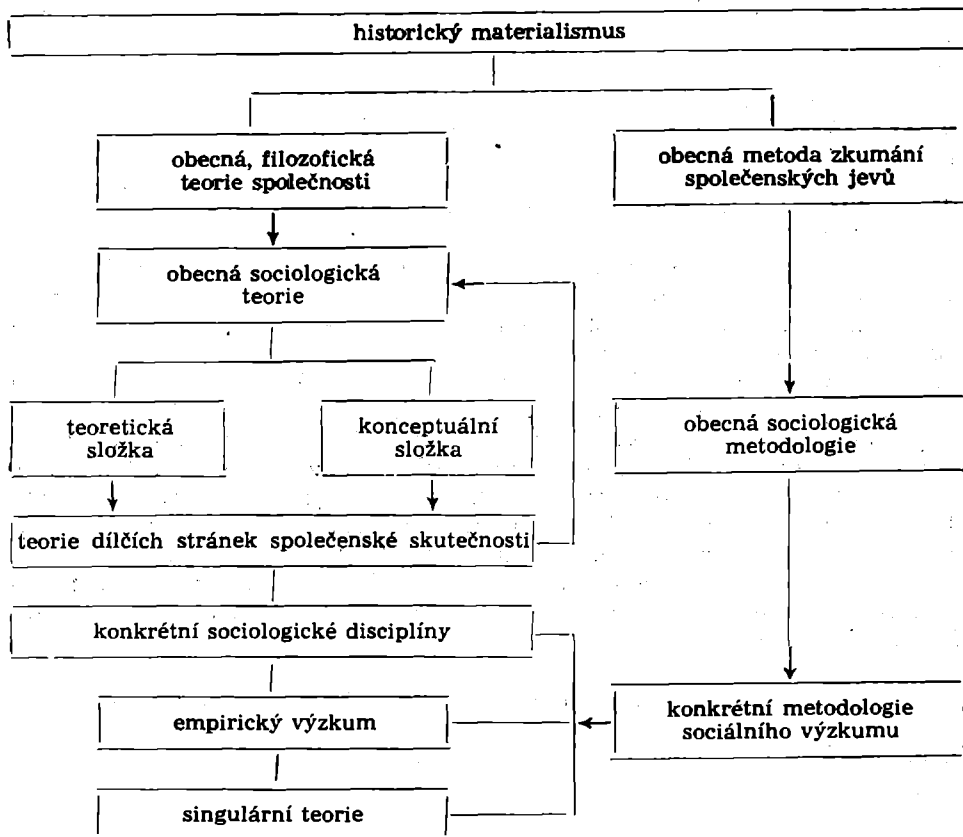 historický materialismus
obecná, filozofická
teorie společnosti
obecná metoda zkumání
společenských jevů
obecná sociologická
teorie
teoretická
složka
konceptuální
složka
obecná sociologická
metodologie
teorie dílčích stránek společenské skutečnosti
konkrétní sociologické disciplíny
empirický výzkum
konkrétní metodologie
sociálního výzkumu
singulární teorie